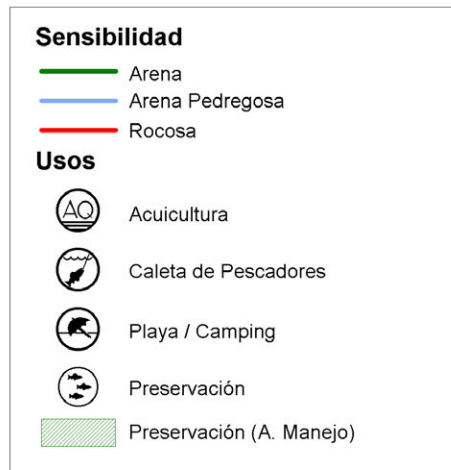 Sensibilidad
Arena
Arena Pedregosa
Rocosa
Usos
AQ
Acuicultura
Caleta de Pescadores
Playa / Camping
Preservación
Preservación (A. Manejo)